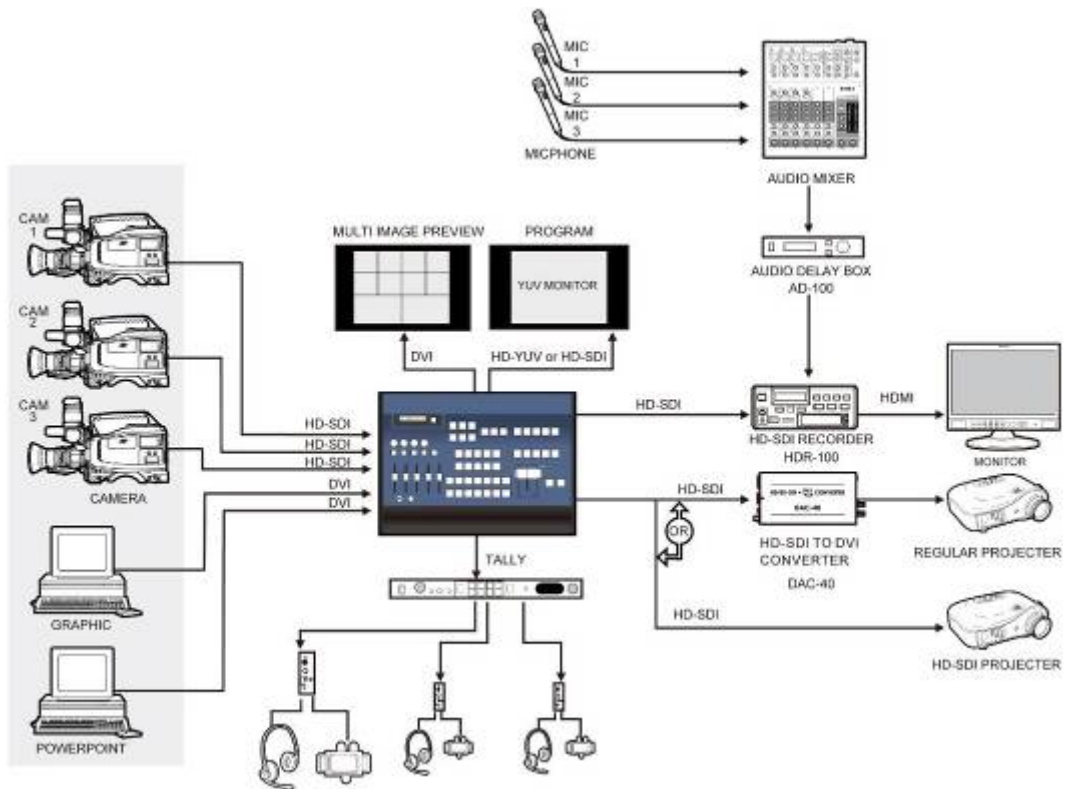 MIC
1
MIC
2
MIC
3
MICPHONE
AUDIO MIXER
AUDIO DELAY BOX
AD-100
CAM
1
CAM
2
CAM
3
CAMERA
GRAPHIC
POWERPOINT
MULTI IMAGE PREVIEW
PROGRAM
YUV MONITOR
DVI
HD-YUV or HD-SDI
HD-SDI
HD-SDI
HD-SDI
DVI
DVI
HD-SDI
HD-SDI RECORDER
HDR-100
HDMI
MONITOR
HD-SDI
OR
CONVERTER
DAC-40
HD-SDI TO DVI
CONVERTER
DAC-40
REGULAR PROJECTER
HD-SDI
HD-SDI PROJECTER
TALLY